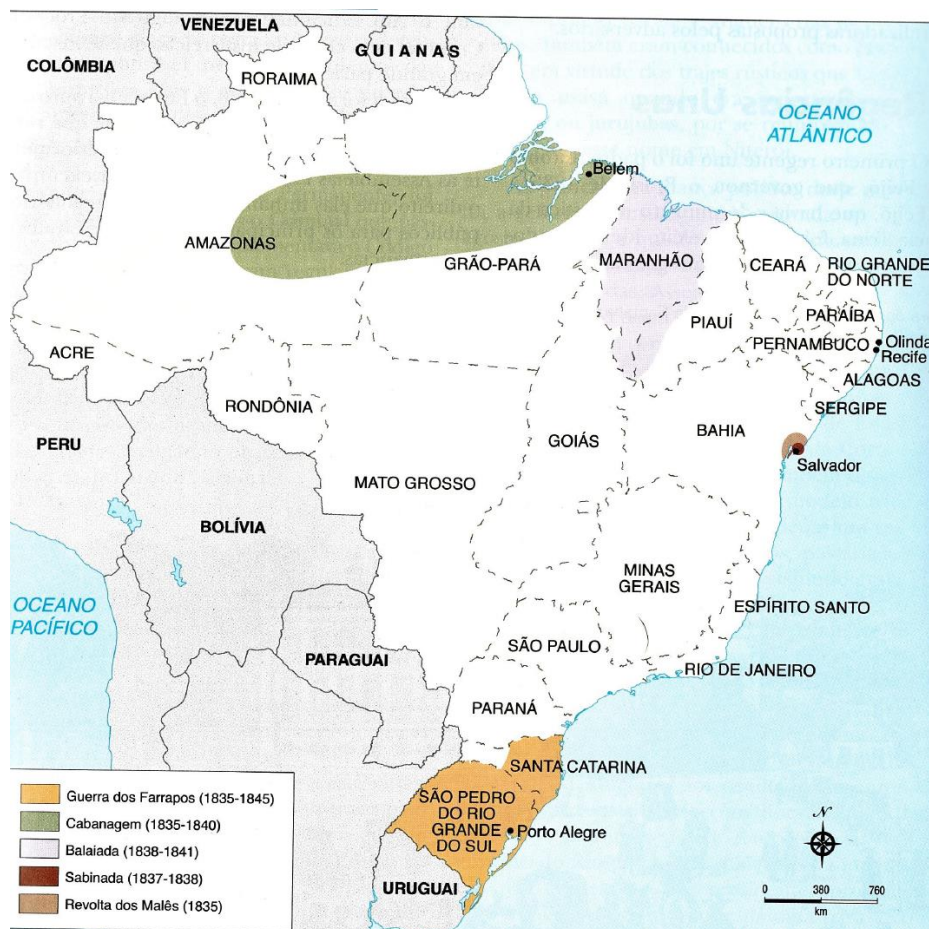 VENEZUELA
GUIANAS
COLÔMBIA
RORAIMA
OCEANO
ATLÂNTICO
Belém
AMAZONAS
GRÃO-PARÁ
MARANHÃO
CEARÁ
RIO GRANDE
DO NORTE
PARAÍBA
PIAUÍ
PERNAMBUCO
Olinda
Recife
ACRE
ALAGOAS
RONDÔNIA
SERGIPE
PERU
GOIÁS
BAHIA
Salvador
MATO GROSSO
BOLÍVIA
MINAS
GERAIS
OCEANO
PACÍFICO
ESPÍRITO SANTO
SÃO PAULO
PARAGUAI
RIO DE JANEIRO
PARANÁ
SANTA CATARINA
SÃO PEDRO
DO RIO
GRANDE
DO SUL
Porto Alegre
URUGUAI
Guerra dos Farrapos (1835-1845)
Cabanagem (1835-1840)
Balaiada (1838-1841)
Sabinada (1837-1838)
Revolta dos Malês (1835)
N
0 380 760
km